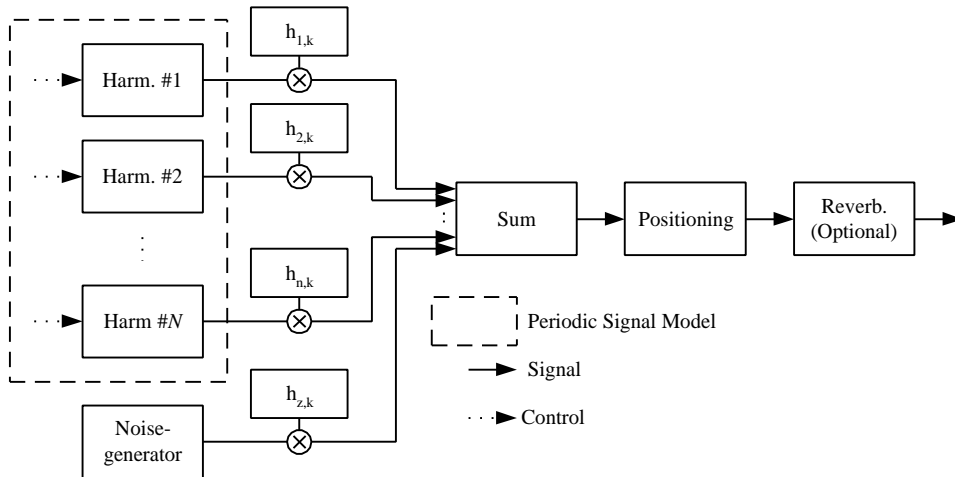 h1,k
Harm. #1
h2,k
Harm. #2
Sum
Positioning
Reverb.
(Optional)
hn,k
Harm #N
Periodic Signal Model
Signal
hz,k
Control
Noise-
generator